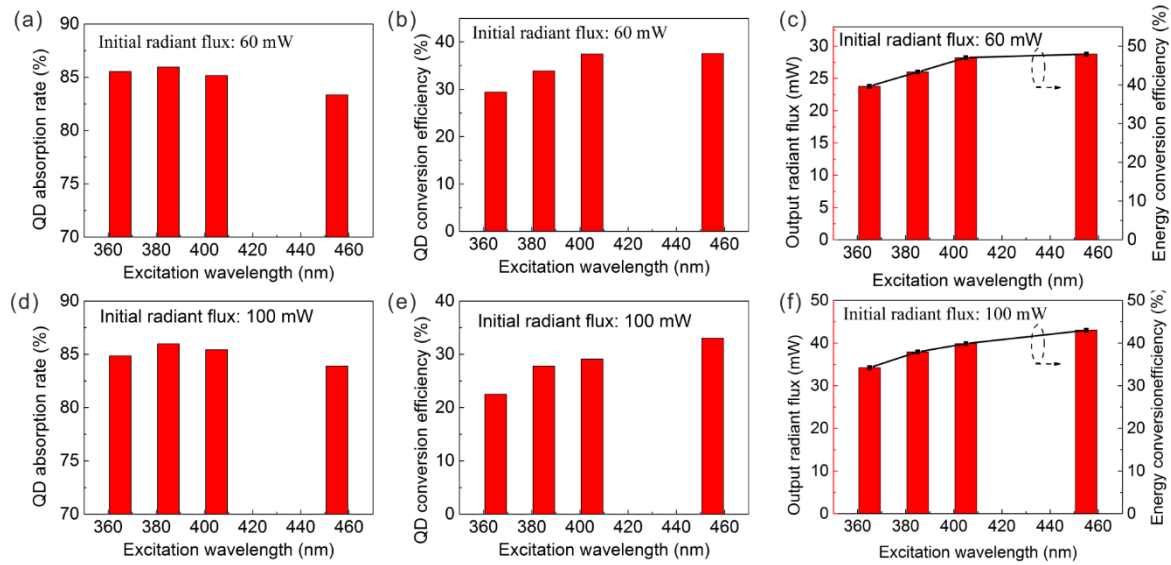 (a)
Initial radiant flux: 60 mW
QD absorption rate (%)
90
85
80
75
70
360 380 400 420 440 460
Excitation wavelength (nm)
(b)
Initial radiant flux: 60 mW
QD conversion efficiency (%)
40
30
20
10
0
360 380 400 420 440 460
Excitation wavelength (nm)
(c)
Initial radiant flux: 60 mW
Output radiant flux (mW)
30
25
20
15
10
5
0
360 380 400 420 440 460
Excitation wavelength (nm)
50
40
30
20
10
0
Energy conversion efficiency (%)
(d)
Initial radiant flux: 100 mW
QD absorption rate (%)
90
85
80
75
70
360 380 400 420 440 460
Excitation wavelength (nm)
(e)
Initial radiant flux: 100 mW
QD conversion efficiency (%)
40
30
20
10
0
360 380 400 420 440 460
Excitation wavelength (nm)
(f)
Initial radiant flux: 100 mW
Output radiant flux (mW)
50
40
30
20
10
0
360 380 400 420 440 460
Excitation wavelength (nm)
50
40
30
20
10
0
Energy conversionefficiency (%)